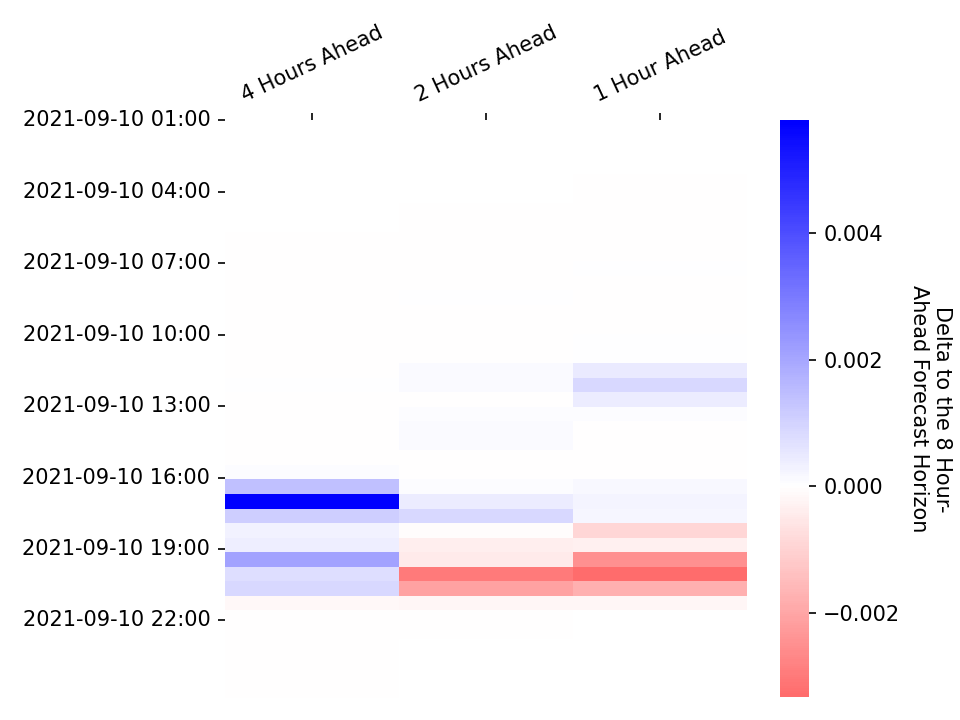 4 Hours Ahead
2 Hours Ahead
1 Hour Ahead
2021-09-10 01:00
2021-09-10 04:00
2021-09-10 07:00
2021-09-10 10:00
2021-09-10 13:00
2021-09-10 16:00
2021-09-10 19:00
2021-09-10 22:00
0.004
0.002
0.000
−0.002
Delta to the 8 Hour-
Ahead Forecast Horizon